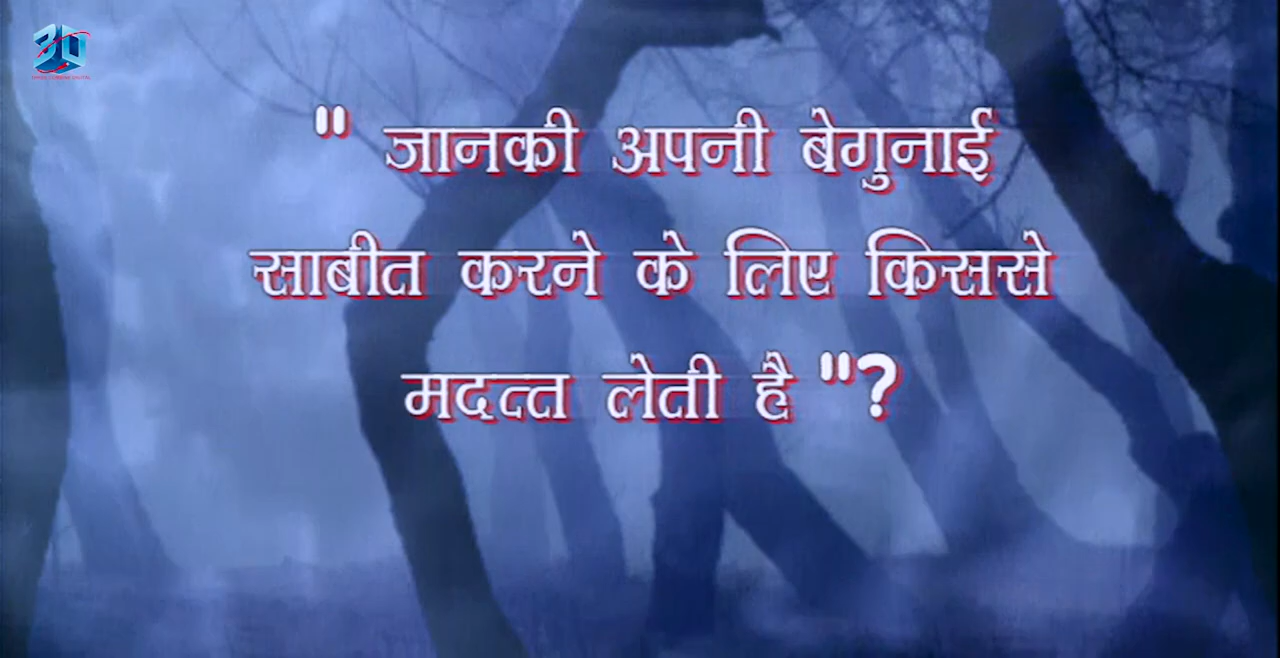 " जानकी अपनी बेगुनाई
साबीत करने के लिए किससे
मदत्त लेती है "?